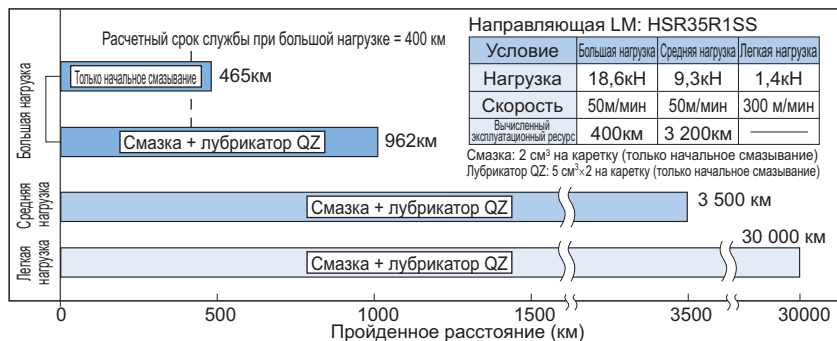 Расчетный срок службы при большой нагрузке = 400 км
Большая нагрузка
Только начальное смазывание
465км
Смазка + лубрикатор QZ
962км
Направляющая LM: HSR35R1SS
Условие Большая нагрузка Средняя нагрузка Легкая нагрузка
Нагрузка 18,6кН 9,3кН 1,4кН
Скорость 50м/мин 50м/мин 300 м/мин
Вычисленный
эксплуатационный ресурс 400км 3 200км ———
Смазка: 2 см³ на каретку (только начальное смазывание)
Лубрикатор QZ: 5 см³×2 на каретку (только начальное смазывание)
Средняя
нагрузка
Смазка + лубрикатор QZ
3 500 км
Легкая
нагрузка
Смазка + лубрикатор QZ
30 000 км
0 500 1000 1500 3500 30000
Пройденное расстояние (км)